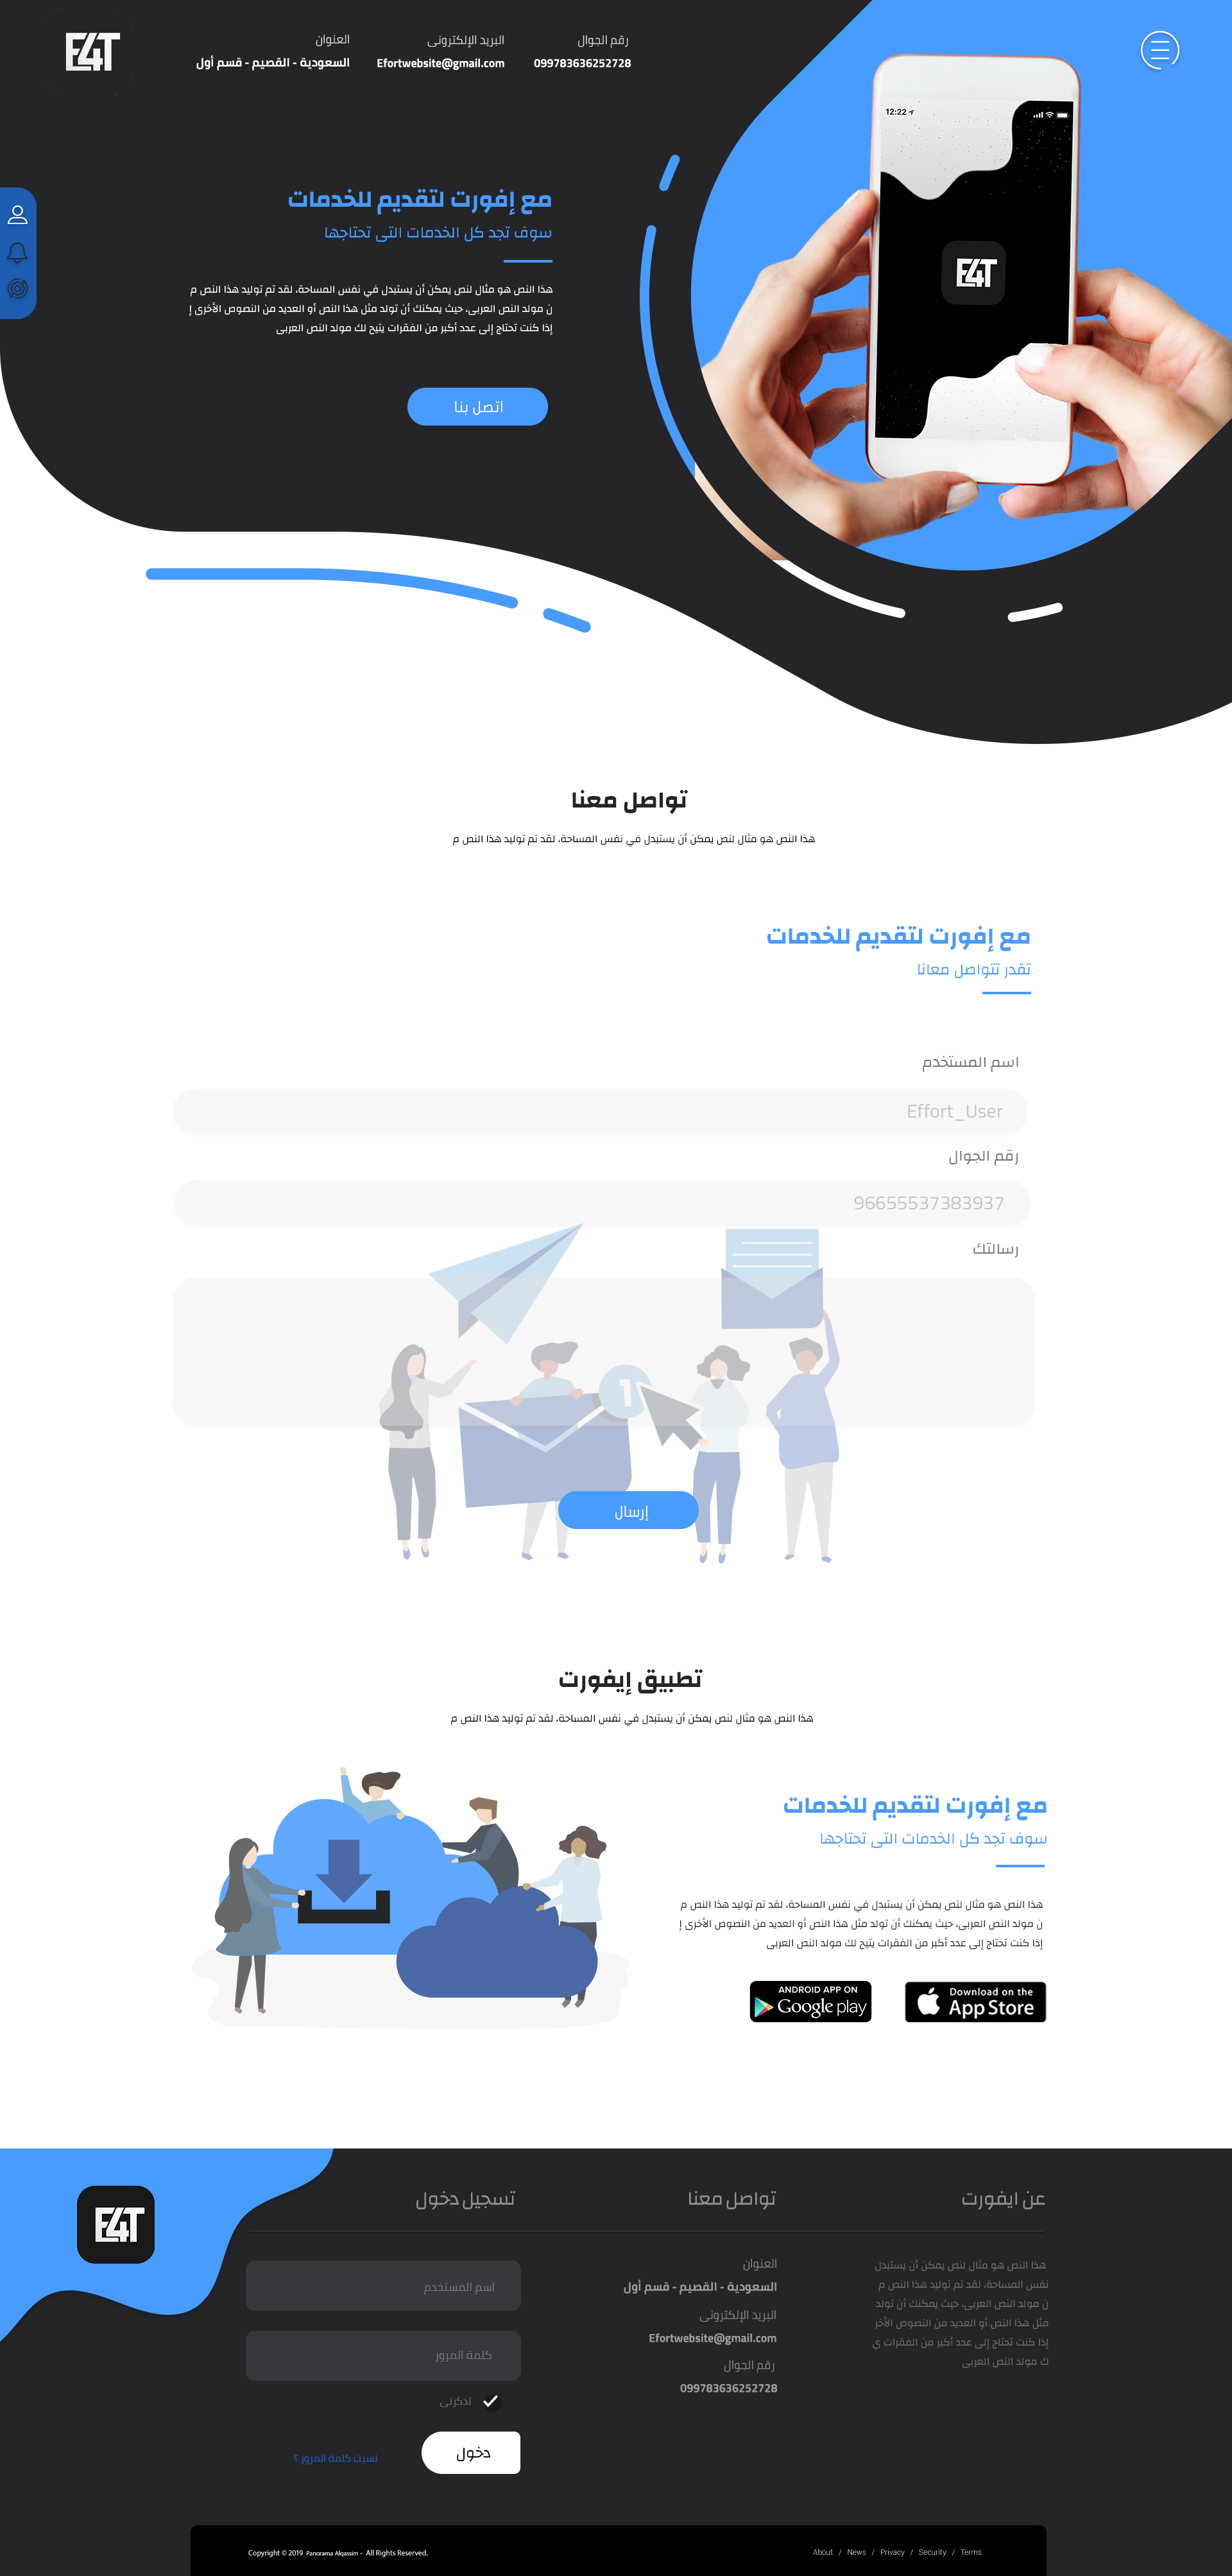 E4T
العنوان
السعودية - القصيم - قسم أول
البريد الإلكترونى
Efortwebsite@gmail.com
رقم الجوال
099783636252728
12:22
E4T
مع إفورت لتقديم للخدمات
سوف تجد كل الخدمات التى تحتاجها
هذا النص هو مثال لنص يمكن أن يستبدل في نفس المساحة، لقد تم توليد هذا النص م
ن مولد النص العربى، حيث يمكنك أن تولد مثل هذا النص أو العديد من النصوص الأخرى إ
إذا كنت تحتاج إلى عدد أكبر من الفقرات يتيح لك مولد النص العربى
اتصل بنا
تواصل معنا
هذا النص هو مثال لنص يمكن أن يستبدل في نفس المساحة، لقد تم توليد هذا النص م
مع إفورت لتقديم للخدمات
تقدر تتواصل معانا
اسم المستخدم
Effort_User
رقم الجوال
96655537383937
رسالتك
1
إرسال
تطبيق إيفورت
هذا النص هو مثال لنص يمكن أن يستبدل في نفس المساحة، لقد تم توليد هذا النص م
مع إفورت لتقديم للخدمات
سوف تجد كل الخدمات التى تحتاجها
هذا النص هو مثال لنص يمكن أن يستبدل في نفس المساحة، لقد تم توليد هذا النص م
ن مولد النص العربى، حيث يمكنك أن تولد مثل هذا النص أو العديد من النصوص الأخرى إ
إذا كنت تحتاج إلى عدد أكبر من الفقرات يتيح لك مولد النص العربى
Download on the
App Store
ANDROID APP ON
Google play
عن ايفورت
هذا النص هو مثال لنص يمكن أن يستبدل
نفس المساحة، لقد تم توليد هذا النص م
ن مولد النص العربى، حيث يمكنك أن تولد
مثل هذا النص أو العديد من النصوص الأخر
إذا كنت تحتاج إلى عدد أكبر من الفقرات ي
ك مولد النص العربى
تواصل معنا
العنوان
السعودية - القصيم - قسم أول
البريد الإلكترونى
Efortwebsite@gmail.com
رقم الجوال
099783636252728
تسجيل دخول
اسم المستخدم
كلمة المرور
تذكرنى
دخول
نسيت كلمة المرور ؟
E4T
Copyright © 2019 Panorama Alqassim - All Rights Reserved.
About / News / Privacy / Security / Terms